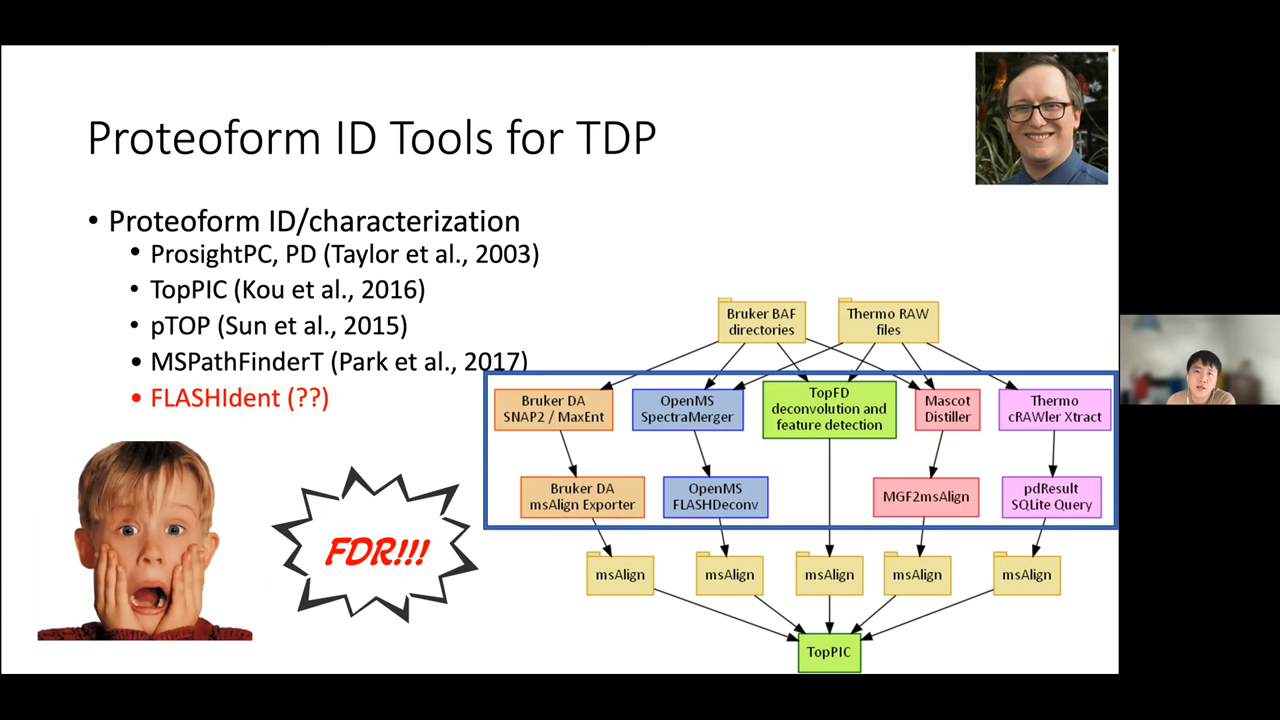 Proteoform ID Tools for TDP
• Proteoform ID/characterization
• ProsightPC, PD (Taylor et al., 2003)
• TopPIC (Kou et al., 2016)
• pTOP (Sun et al., 2015)
• MSPathFinderT (Park et al., 2017)
• FLASHIdent (??)
FDR!!!
Bruker BAF
directories
Thermo RAW
files
Bruker DA
SNAP2 / MaxEnt
OpenMS
SpectraMerger
TopFD
deconvolution and
feature detection
Mascot
Distiller
Thermo
cRAWler Xtract
Bruker DA
msAlign Exporter
OpenMS
FLASHDeconv
MGF2msAlign
pdResult
SQLite Query
msAlign
msAlign
msAlign
msAlign
msAlign
TopPIC